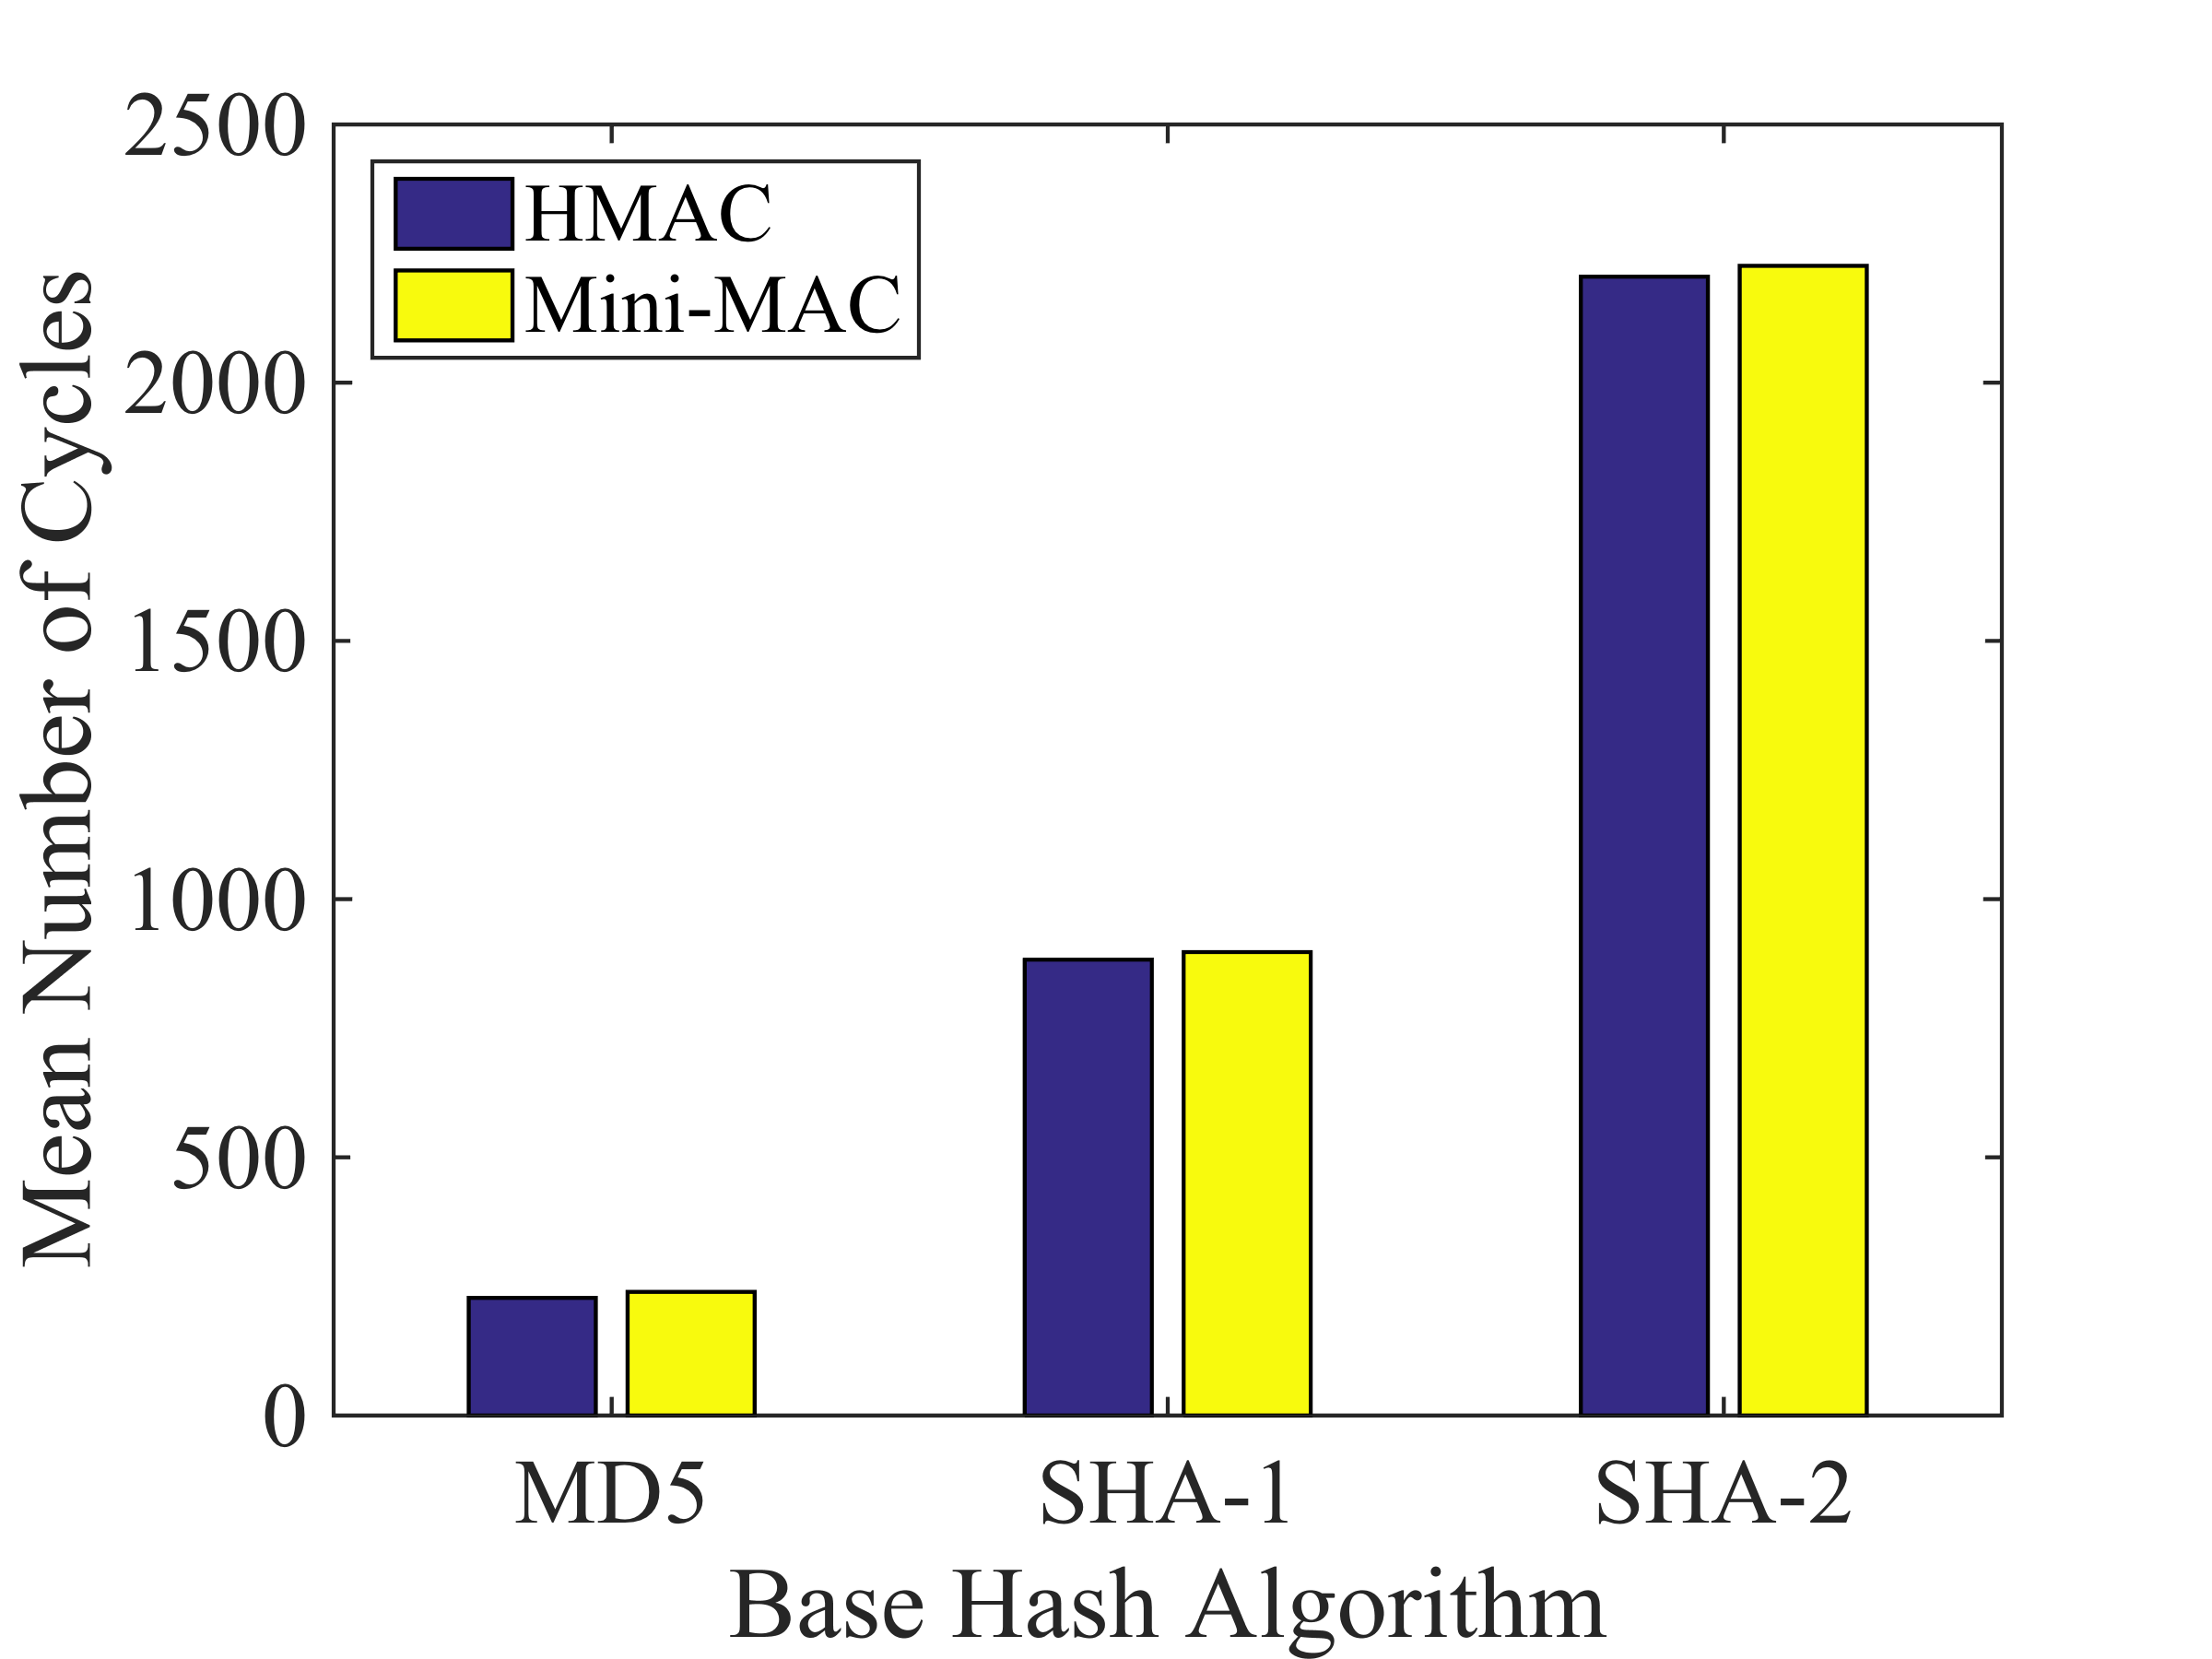 2500
2000
1500
1000
500
0
Mean Number of Cycles
HMAC
Mini-MAC
MD5 SHA-1 SHA-2
Base Hash Algorithm